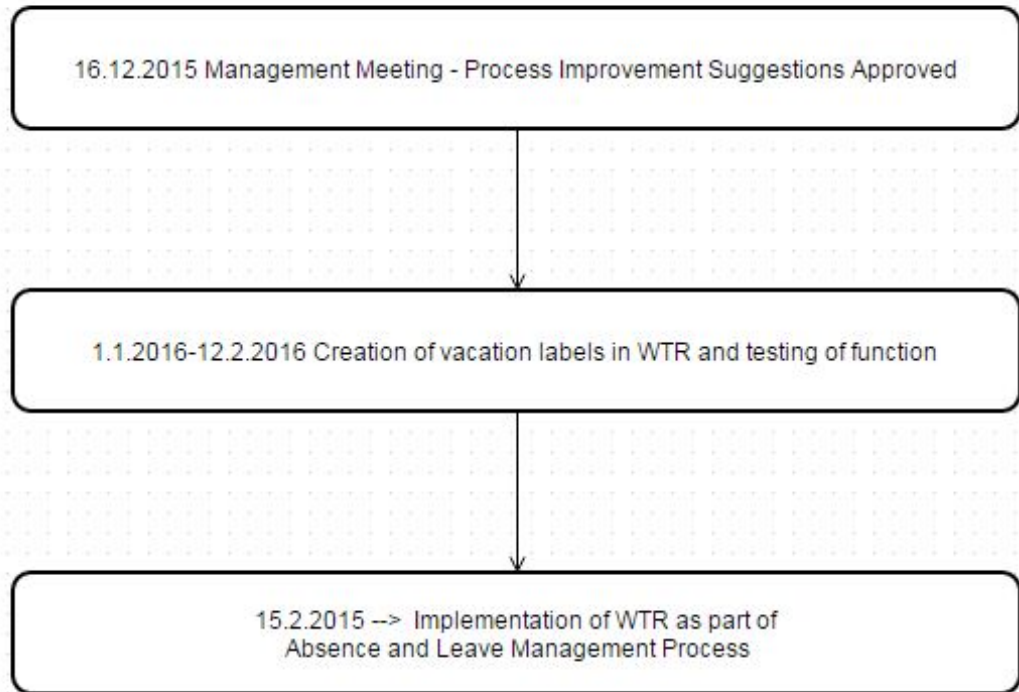 16.12.2015 Management Meeting - Process Improvement Suggestions Approved
1.1.2016-12.2.2016 Creation of vacation labels in WTR and testing of function
15.2.2015 --> Implementation of WTR as part of
Absence and Leave Management Process